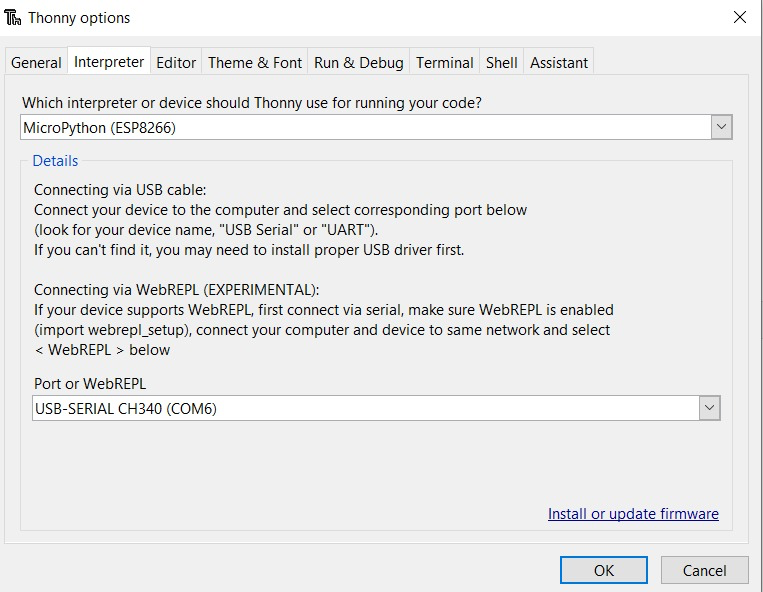 Thonny options
General Interpreter Editor Theme & Font Run & Debug Terminal Shell Assistant
Which interpreter or device should Thonny use for running your code?
MicroPython (ESP8266)
Details
Connecting via USB cable:
Connect your device to the computer and select corresponding port below
(look for your device name, "USB Serial" or "UART").
If you can't find it, you may need to install proper USB driver first.
Connecting via WebREPL (EXPERIMENTAL):
If your device supports WebREPL, first connect via serial, make sure WebREPL is enabled
(import webrepl_setup), connect your computer and device to same network and select
< WebREPL > below
Port or WebREPL
USB-SERIAL CH340 (COM6)
Install or update firmware
OK Cancel